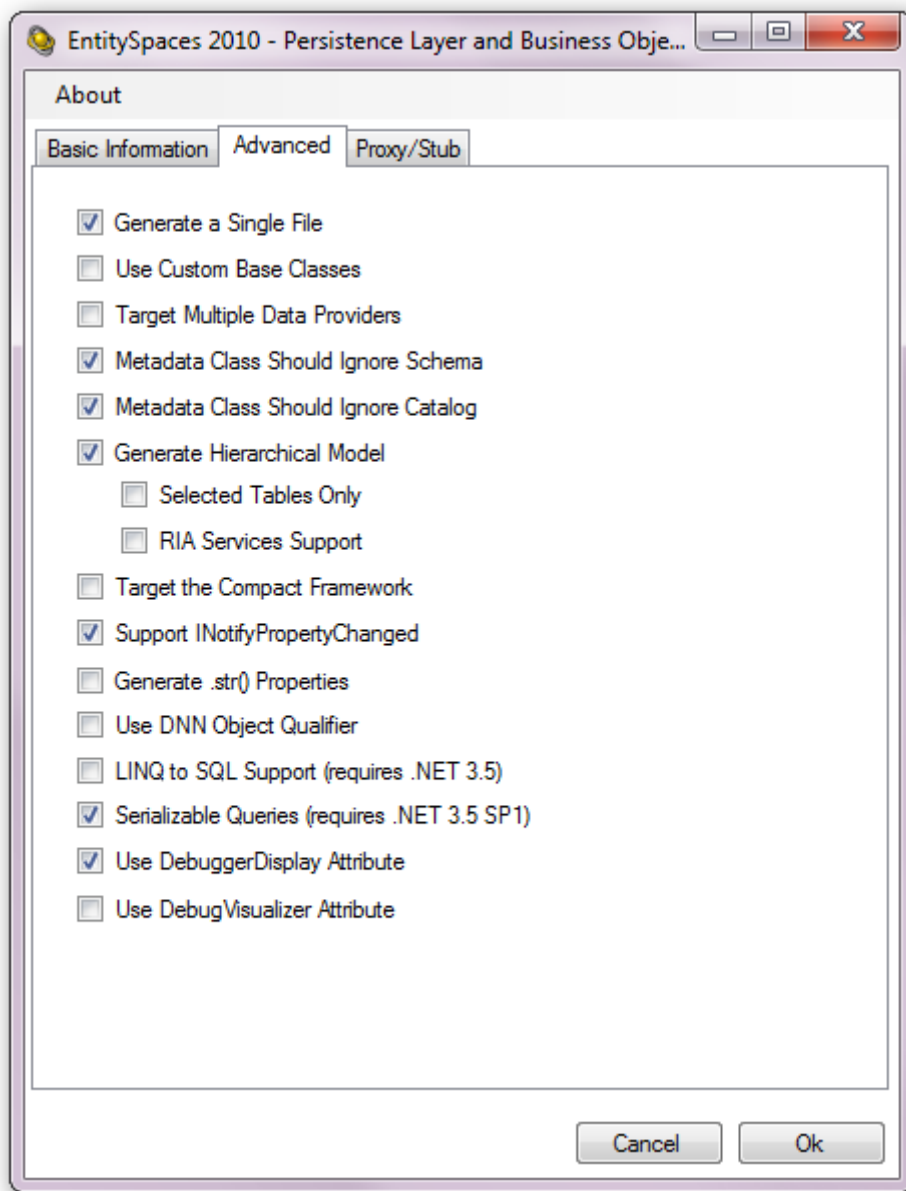 EntitySpaces 2010 - Persistence Layer and Business Obje...
About
Basic Information Advanced Proxy/Stub
Generate a Single File
Use Custom Base Classes
Target Multiple Data Providers
Metadata Class Should Ignore Schema
Metadata Class Should Ignore Catalog
Generate Hierarchical Model
Selected Tables Only
RIA Services Support
Target the Compact Framework
Support INotifyPropertyChanged
Generate .str() Properties
Use DNN Object Qualifier
LINQ to SQL Support (requires .NET 3.5)
Serializable Queries (requires .NET 3.5 SP1)
Use DebuggerDisplay Attribute
Use DebugVisualizer Attribute
Cancel Ok